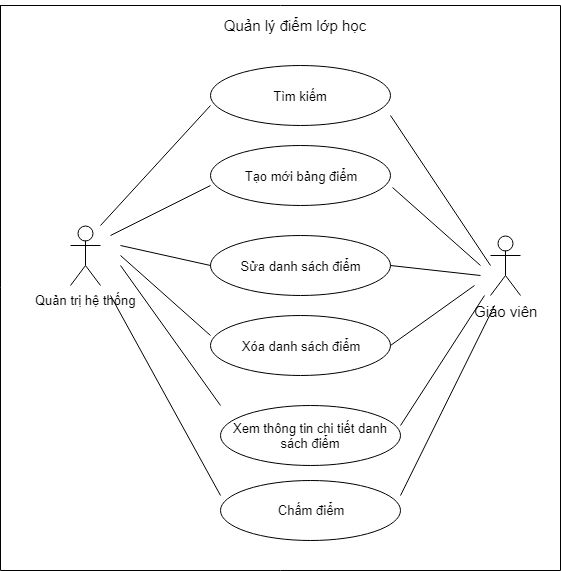 Quản lý điểm lớp học
Tìm kiếm
Tạo mới bảng điểm
Sửa danh sách điểm
Quản trị hệ thống
Giáo viên
Xóa danh sách điểm
Xem thông tin chi tiết danh
sách điểm
Chấm điểm